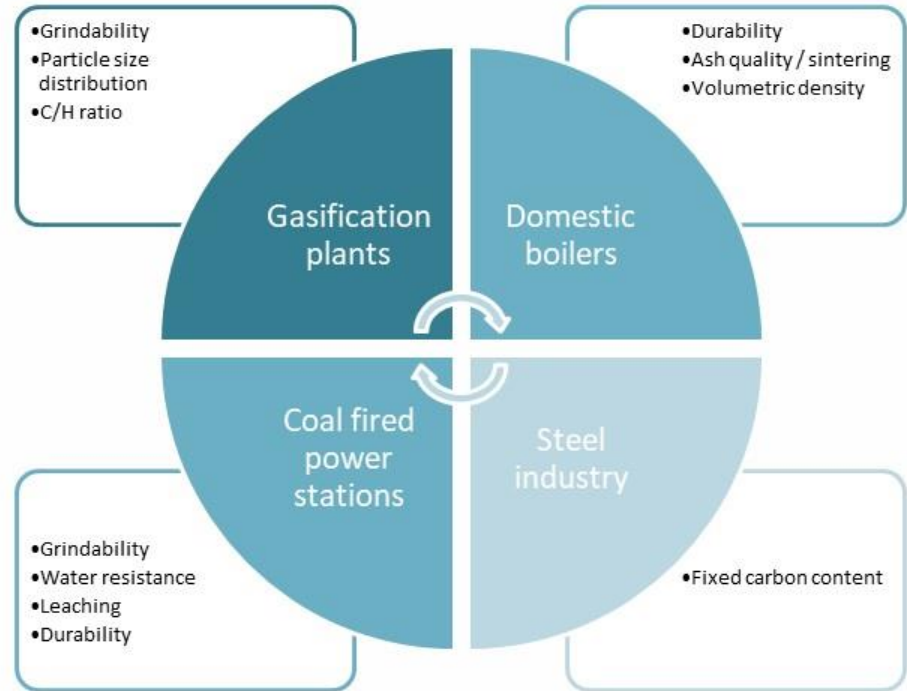 •Grindability
•Particle size
distribution
•C/H ratio
•Durability
•Ash quality / sintering
•Volumetric density
Gasification
plants
Domestic
boilers
Coal fired
power
stations
Steel
industry
•Grindability
•Water resistance
•Leaching
•Durability
•Fixed carbon content